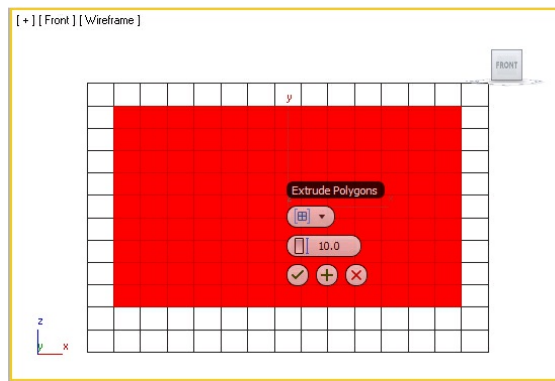 [ + ] [ Front ] [ Wireframe ]
FRONT
y
Extrude Polygons
10.0
z
y x